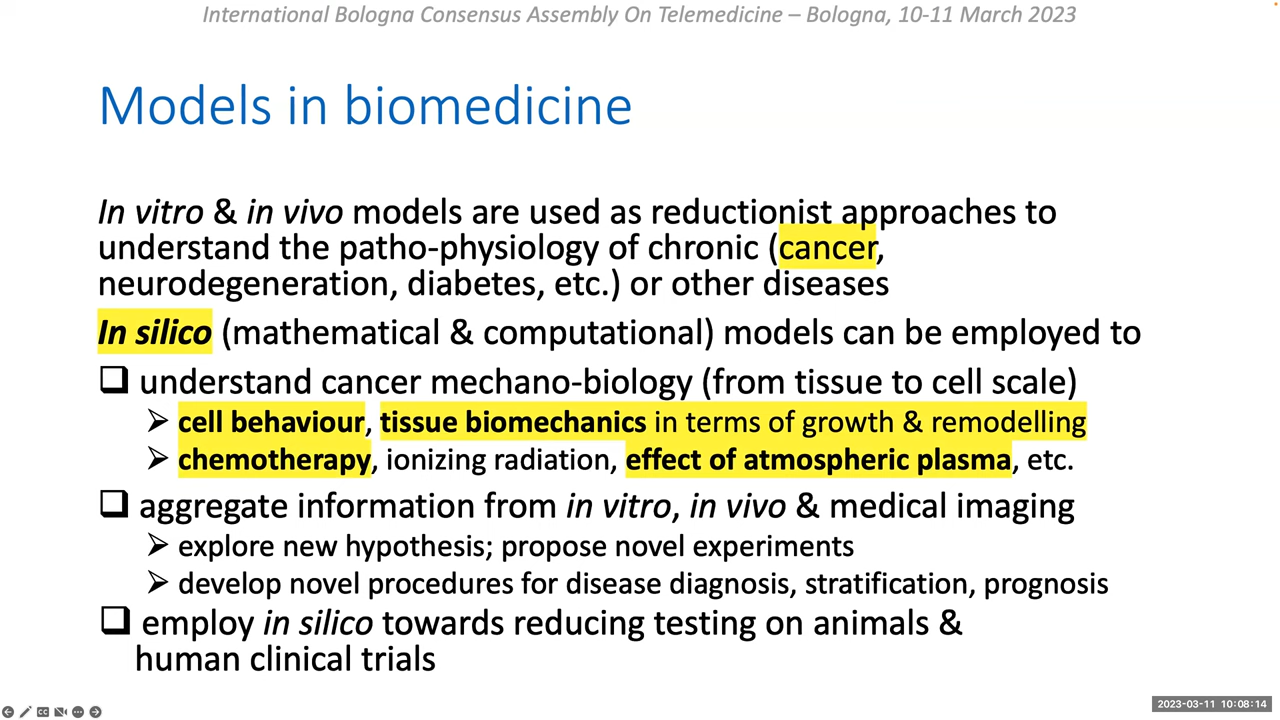 International Bologna Consensus Assembly On Telemedicine – Bologna, 10-11 March 2023
Models in biomedicine
In vitro & in vivo models are used as reductionist approaches to
understand the patho-physiology of chronic (cancer,
neurodegeneration, diabetes, etc.) or other diseases
In silico (mathematical & computational) models can be employed to
❑ understand cancer mechano-biology (from tissue to cell scale)
➢ cell behaviour, tissue biomechanics in terms of growth & remodelling
➢ chemotherapy, ionizing radiation, effect of atmospheric plasma, etc.
❑ aggregate information from in vitro, in vivo & medical imaging
➢ explore new hypothesis; propose novel experiments
➢ develop novel procedures for disease diagnosis, stratification, prognosis
❑ employ in silico towards reducing testing on animals &
human clinical trials
CC
2023-03-11 10:08:14